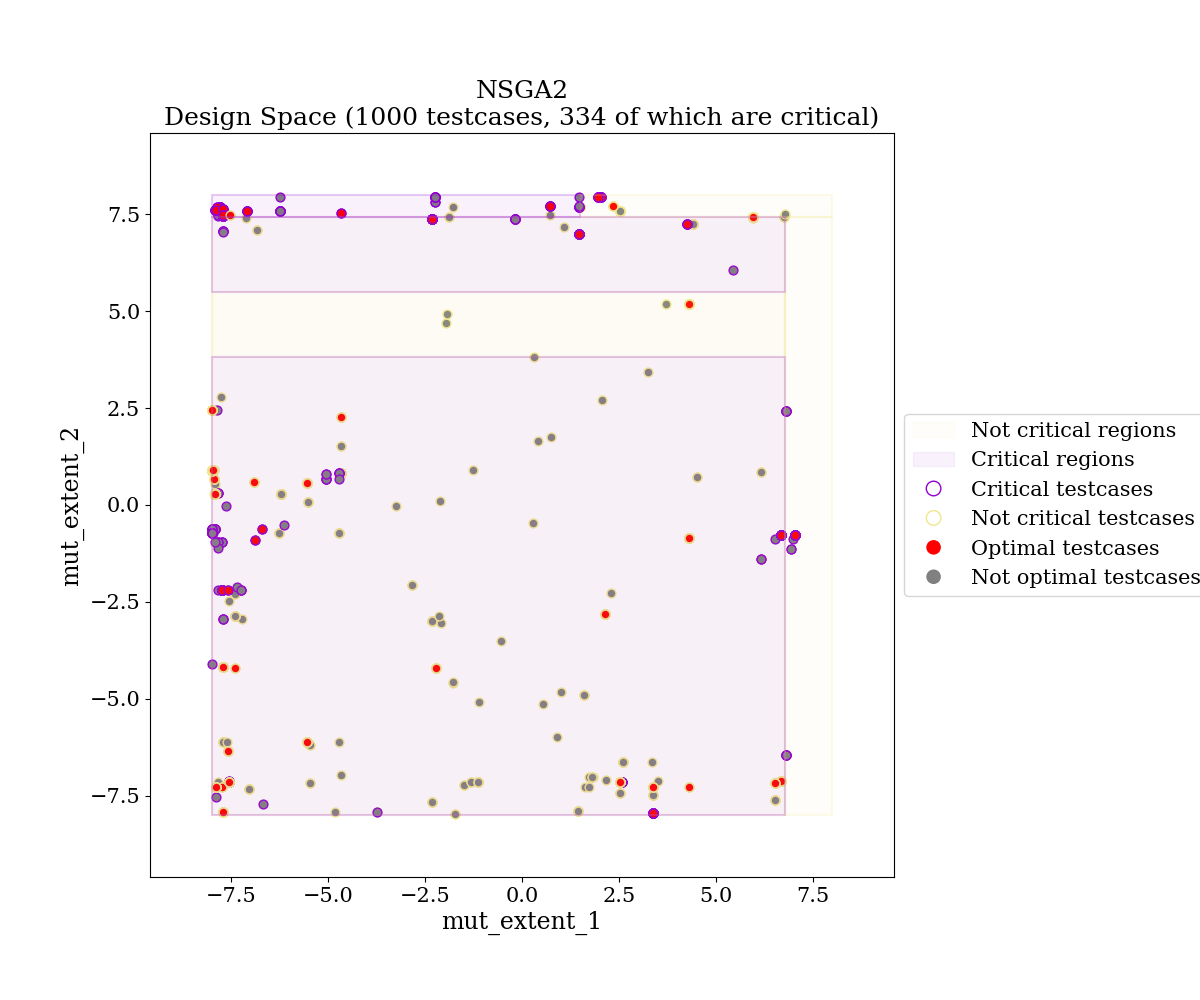 NSGA2
Design Space (1000 testcases, 334 of which are critical)
7.5
5.0
2.5
0.0
−2.5
−5.0
−7.5
mut_extent_2
−7.5
−5.0
−2.5
0.0
2.5
5.0
7.5
mut_extent_1
Not critical regions
Critical regions
Critical testcases
Not critical testcases
Optimal testcases
Not optimal testcases